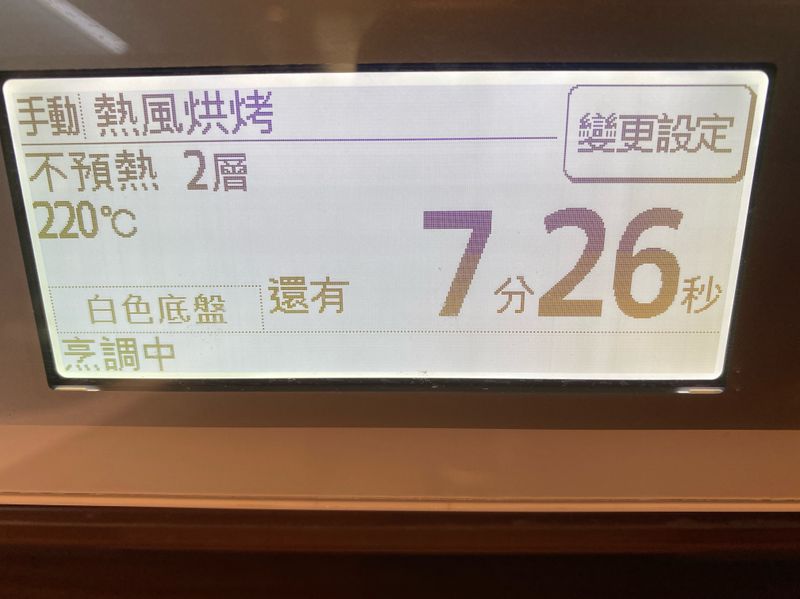 手動 熱風烘烤
變更設定
不預熱 2層
220℃
7分26秒
還有
白色底盤
烹調中